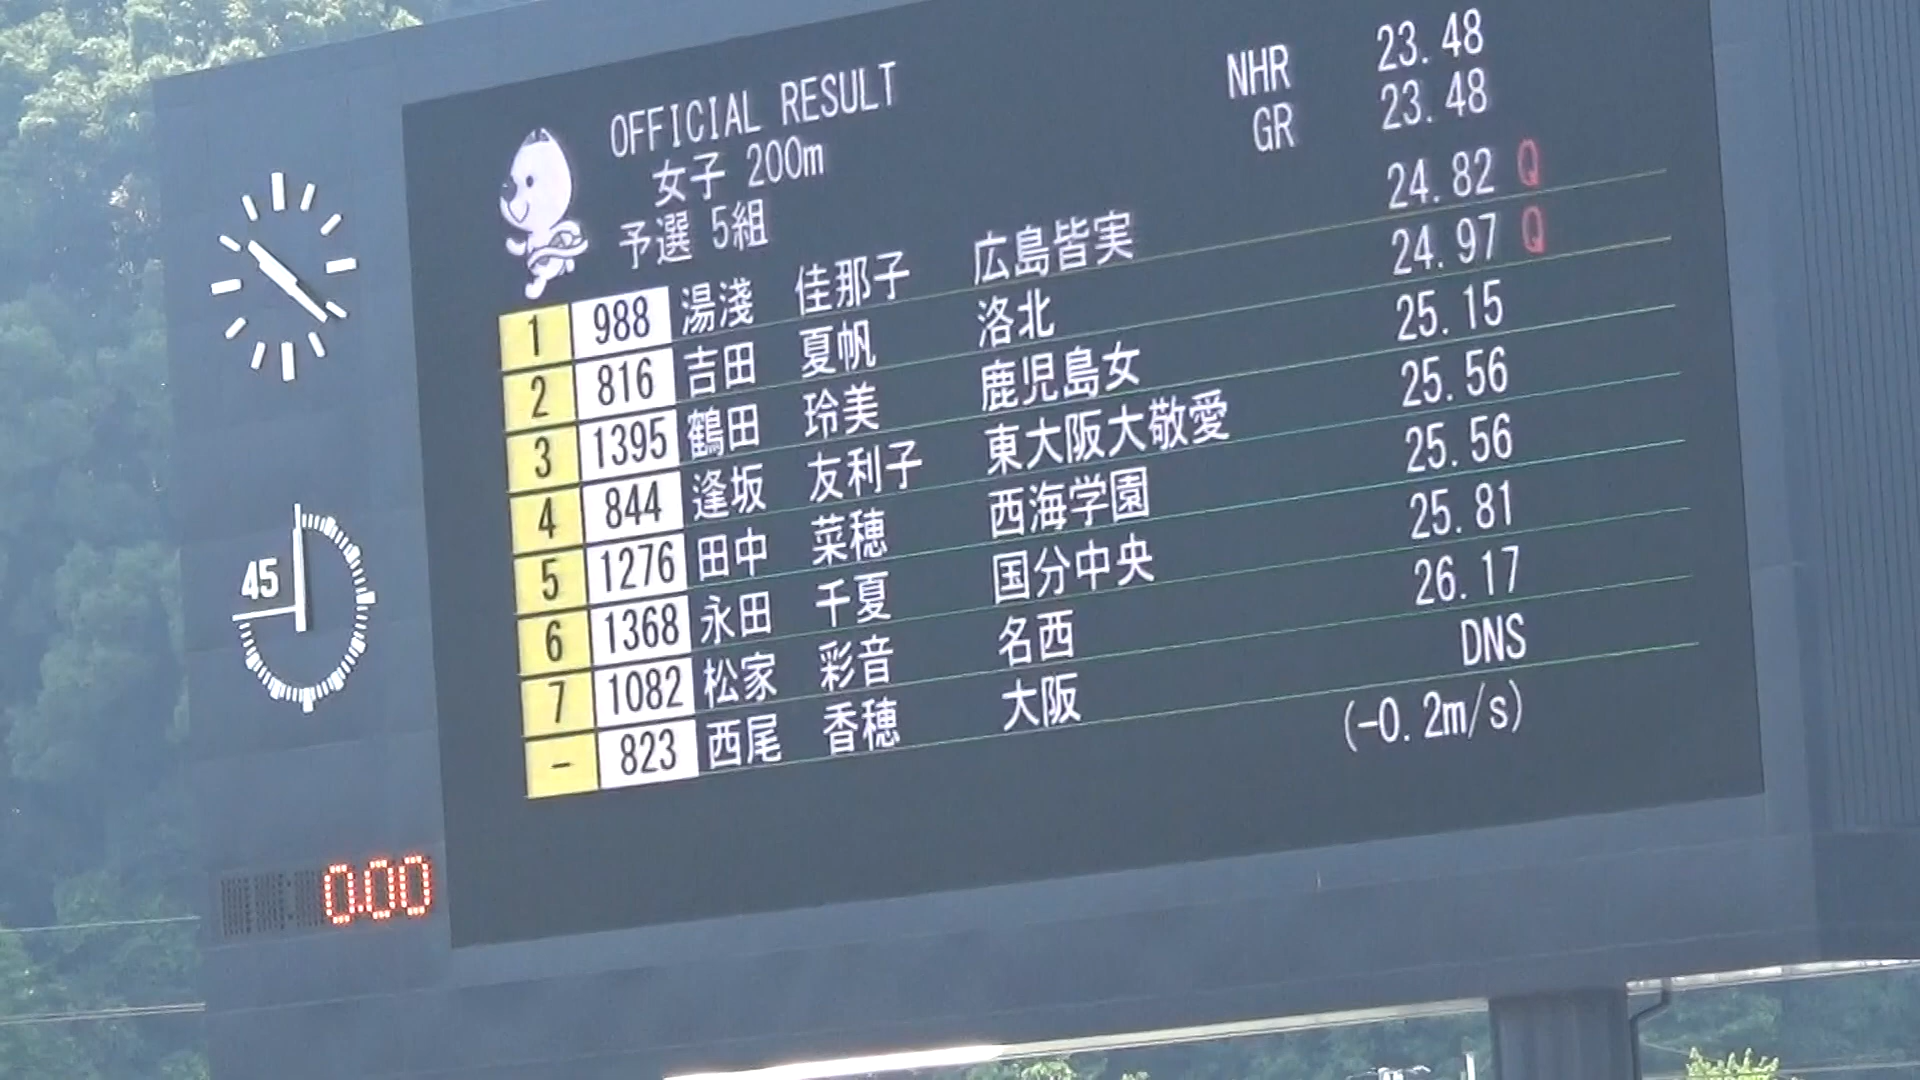 OFFICIAL RESULT
女子 200m
NHR 23.48
GR 23.48
予選 5組
1 988 湯淺 佳那子 広島皆実 24.82 Q
2 816 吉田 夏帆 洛北 24.97 Q
3 1395 鶴田 玲美 鹿児島女 25.15
4 844 逢坂 友利子 東大阪大敬愛 25.56
5 1276 田中 菜穂 西海学園 25.56
6 1368 永田 千夏 国分中央 25.81
7 1082 松家 彩音 名西 26.17
- 823 西尾 香穂 大阪 DNS
(-0.2m/s)
45
0.00